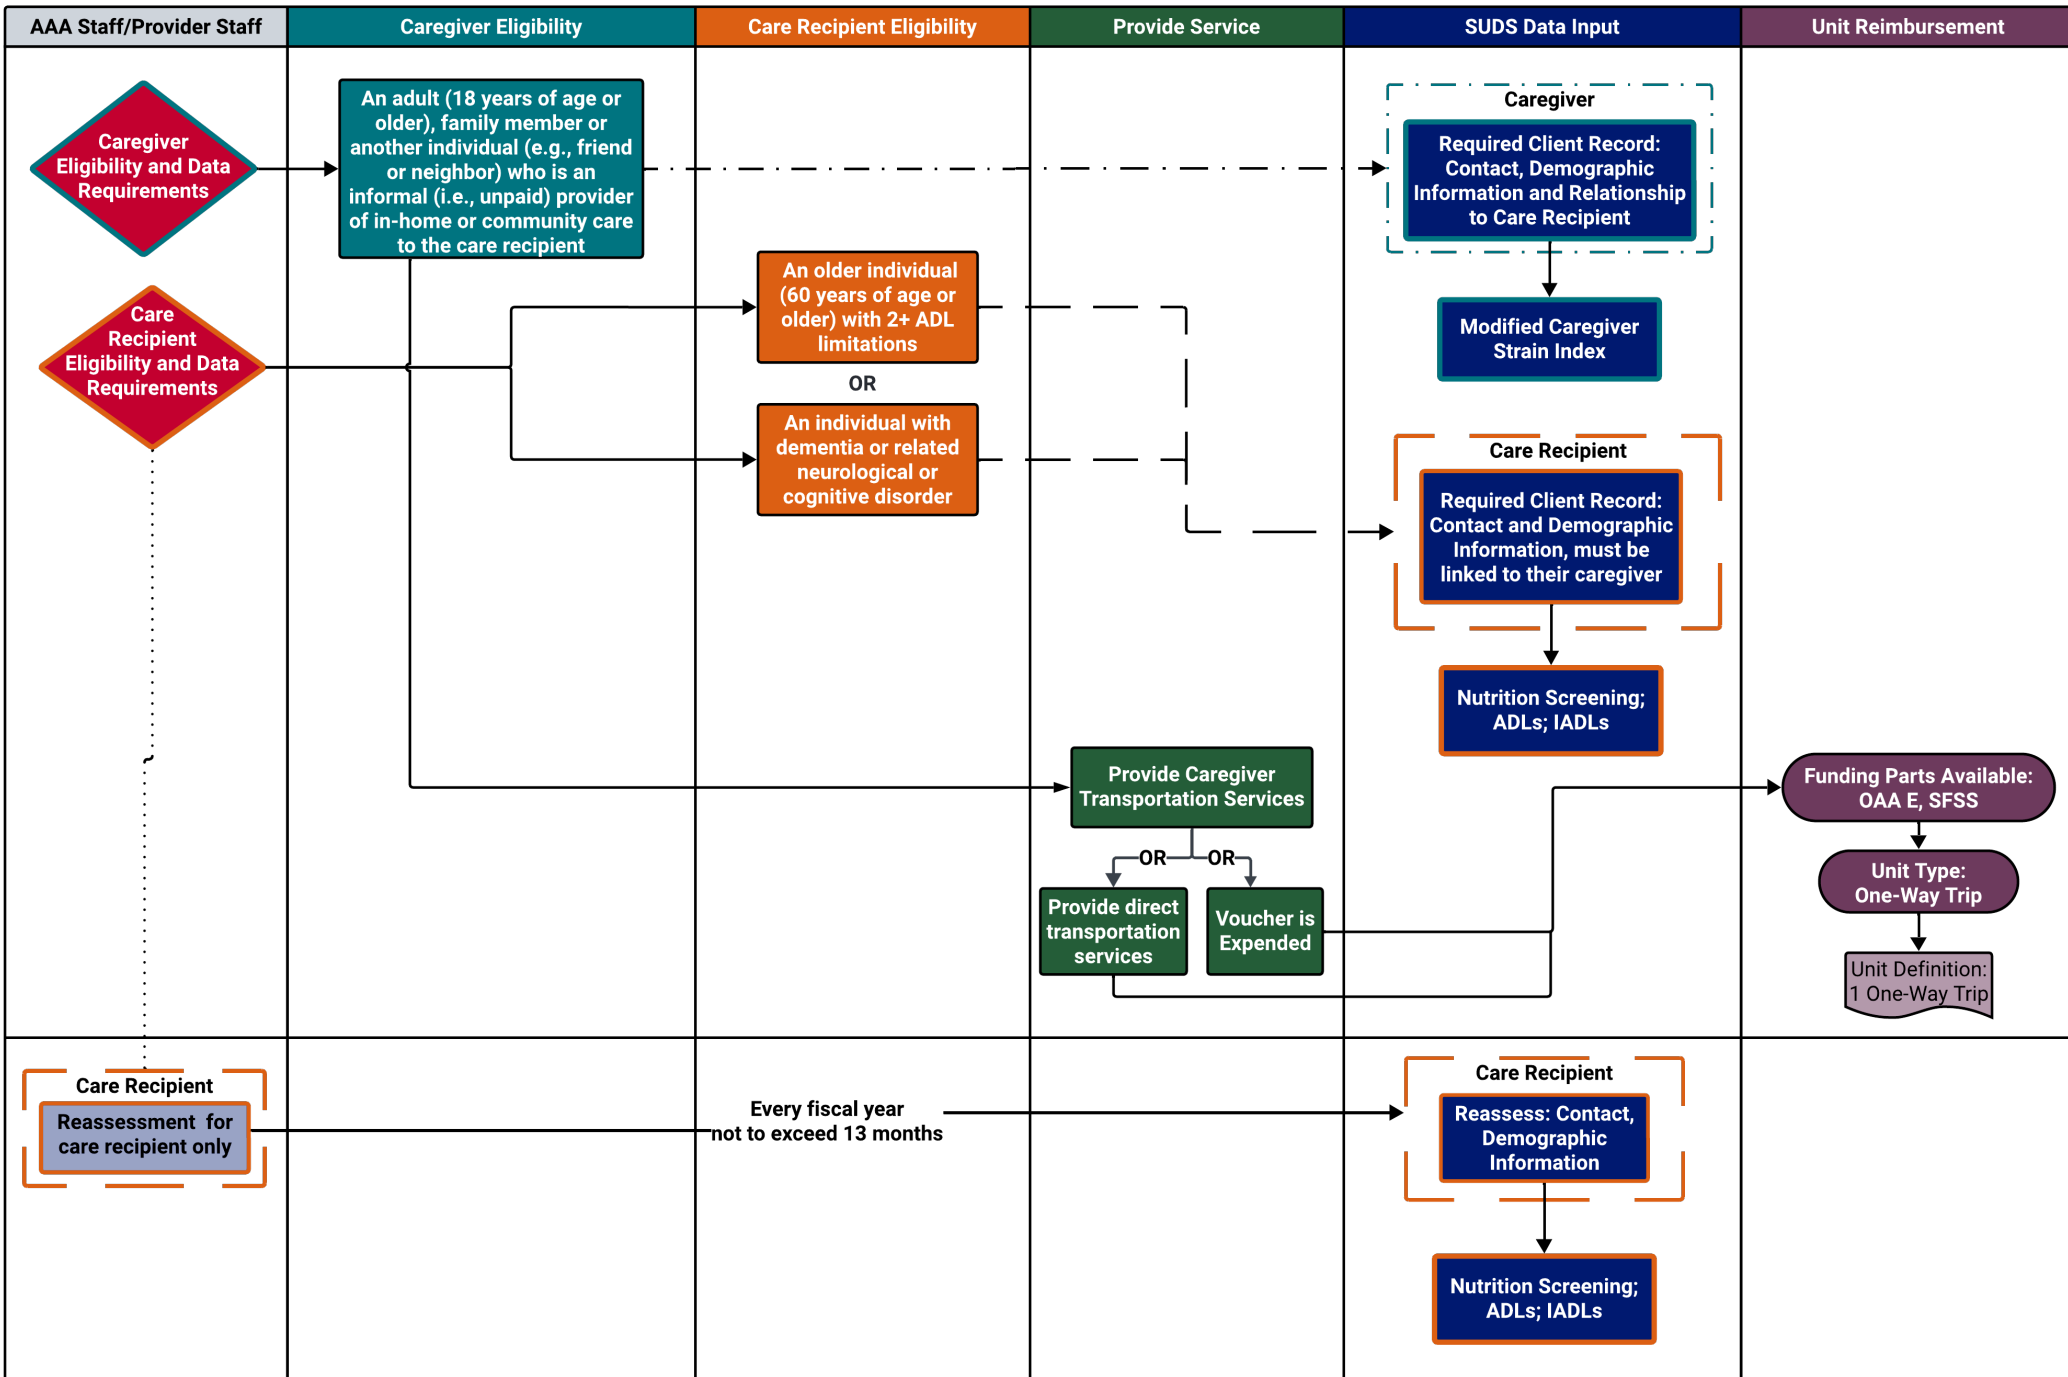 AAA Staff/Provider Staff
Caregiver Eligibility
Care Recipient Eligibility
Provide Service
SUDS Data Input
Unit Reimbursement
Caregiver
Eligibility and Data
Requirements
An adult (18 years of age or
older), family member or
another individual (e.g., friend
or neighbor) who is an
informal (i.e., unpaid) provider
of in-home or community care
to the care recipient
Caregiver
Required Client Record:
Contact, Demographic
Information and Relationship
to Care Recipient
Modified Caregiver
Strain Index
Care
Recipient
Eligibility and Data
Requirements
An older individual
(60 years of age or
older) with 2+ ADL
limitations
OR
An individual with
dementia or related
neurological or
cognitive disorder
Care Recipient
Required Client Record:
Contact and Demographic
Information, must be
linked to their caregiver
Nutrition Screening;
ADLs; IADLs
Provide Caregiver
Transportation Services
OR
OR
Provide direct
transportation
services
Voucher is
Expended
Funding Parts Available:
OAA E, SFSS
Unit Type:
One-Way Trip
Unit Definition:
1 One-Way Trip
Care Recipient
Reassessment for
care recipient only
Every fiscal year
not to exceed 13 months
Care Recipient
Reassess: Contact,
Demographic
Information
Nutrition Screening;
ADLs; IADLs